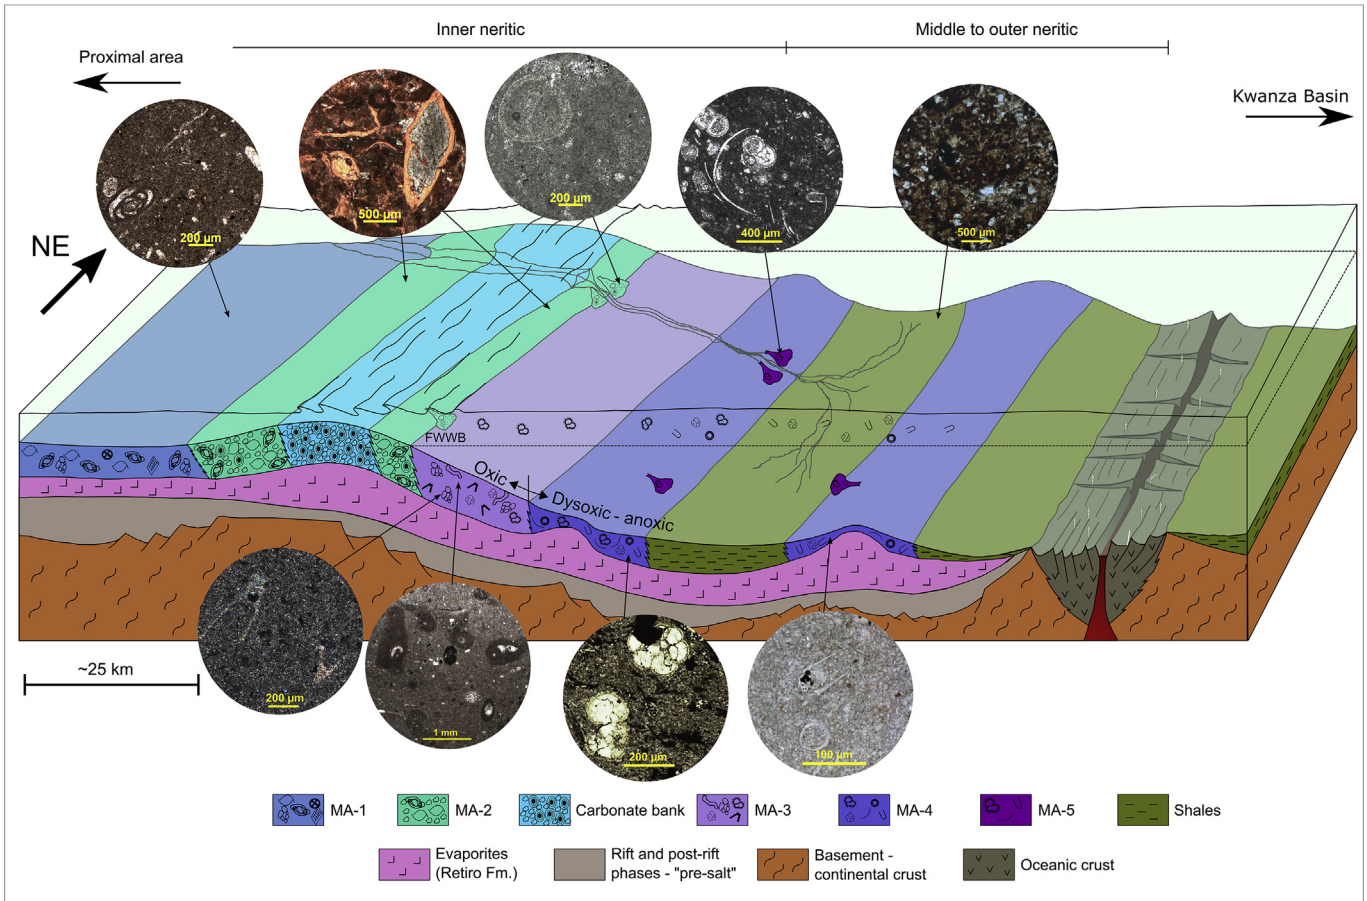 Inner neritic
Middle to outer neritic
Proximal area
Kwanza Basin
200 µm
500 µm
200 µm
400 µm
500 µm
NE
FWWB
Oxic
Dysoxic - anoxic
~25 km
200 µm
1 mm
200 µm
100 µm
MA-1
MA-2
Carbonate bank
MA-3
MA-4
MA-5
Shales
Evaporites
(Retiro Fm.)
Rift and post-rift
phases - "pre-salt"
Basement -
continental crust
Oceanic crust